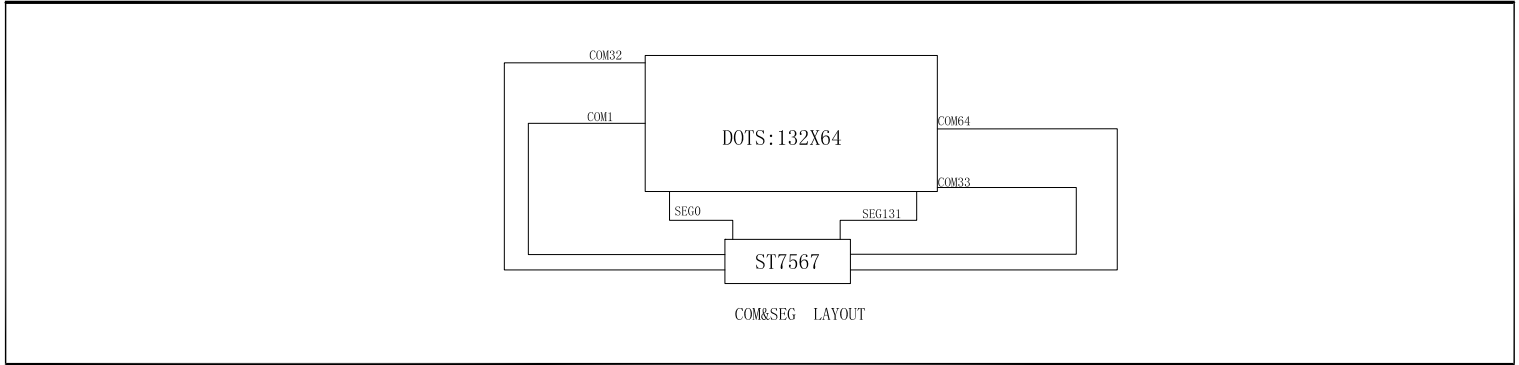 COM32
COM1
COM64
DOTS:132X64
COM33
SEG0
SEG131
ST7567
COM&SEG LAYOUT